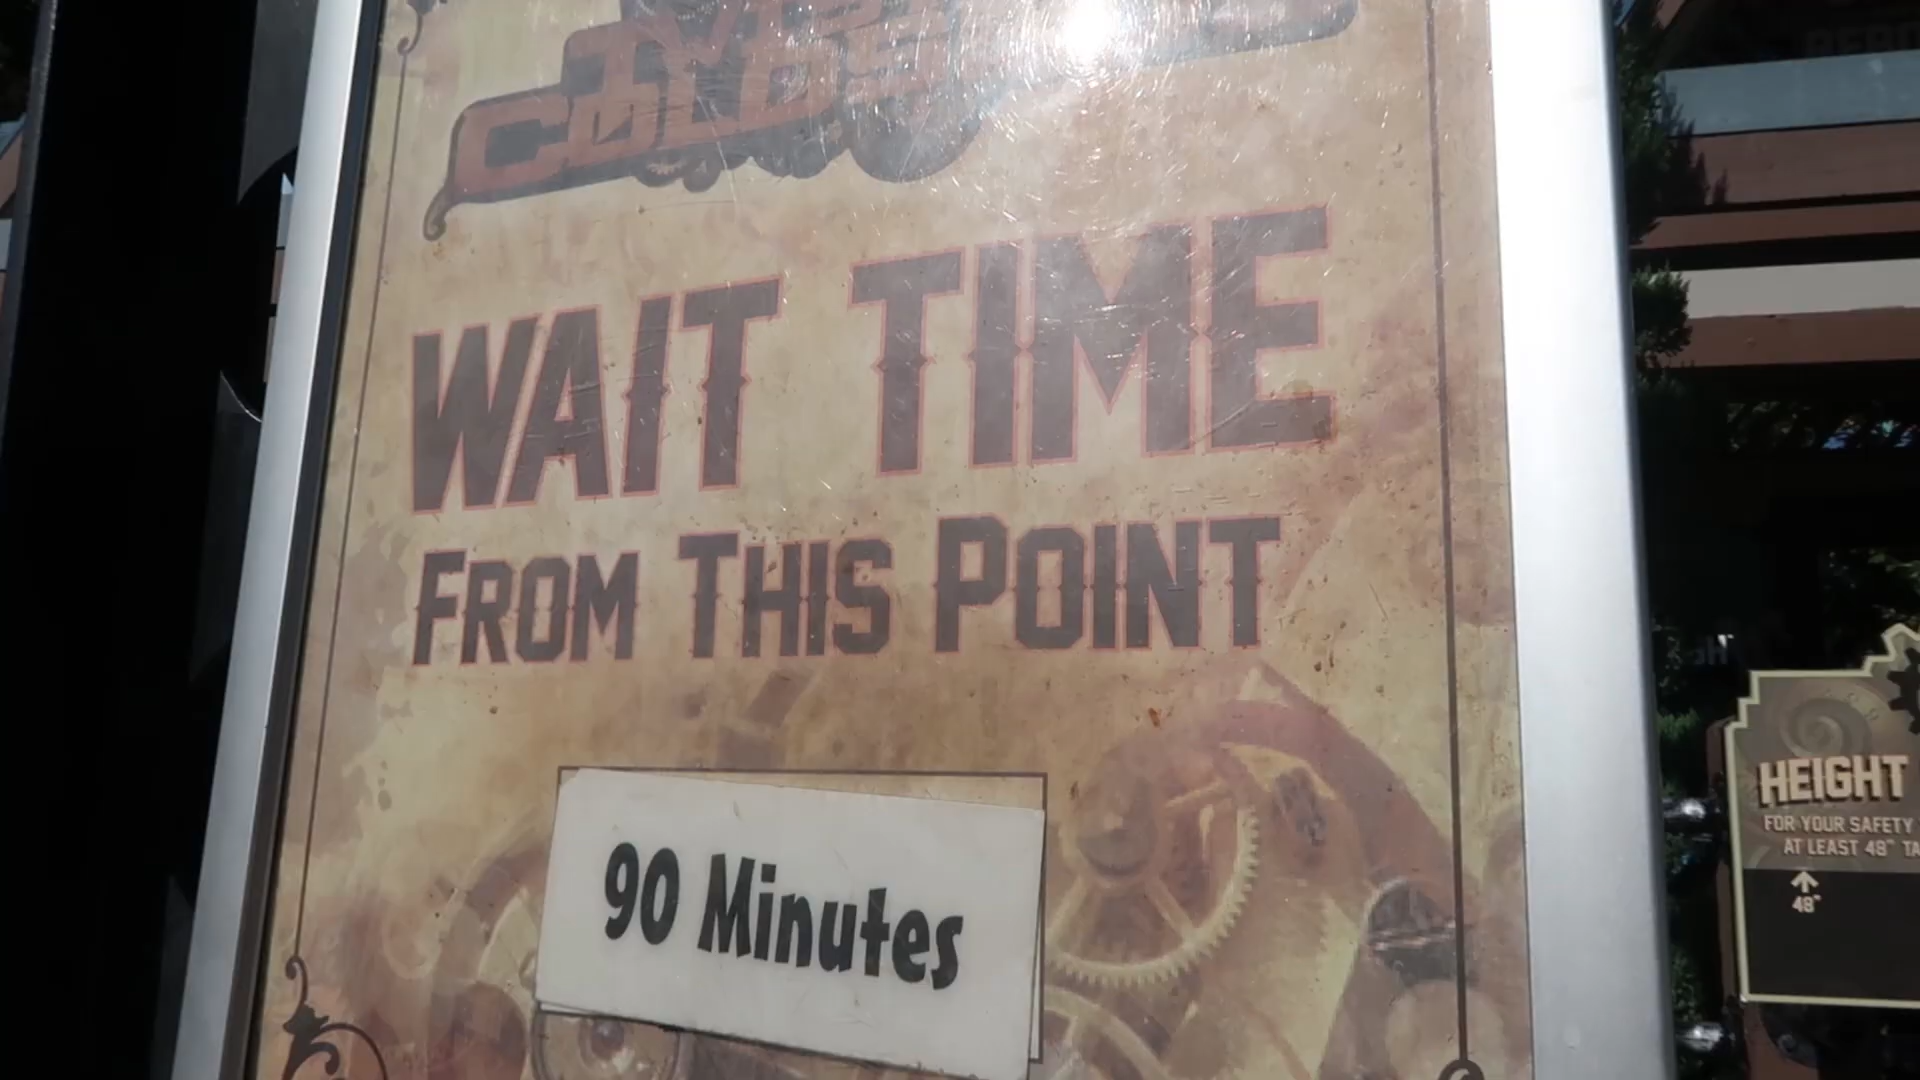 WAIT TIME
FROM THIS POINT
90 Minutes
HEIGHT
FOR YOUR SAFETY
AT LEAST 48"
48"